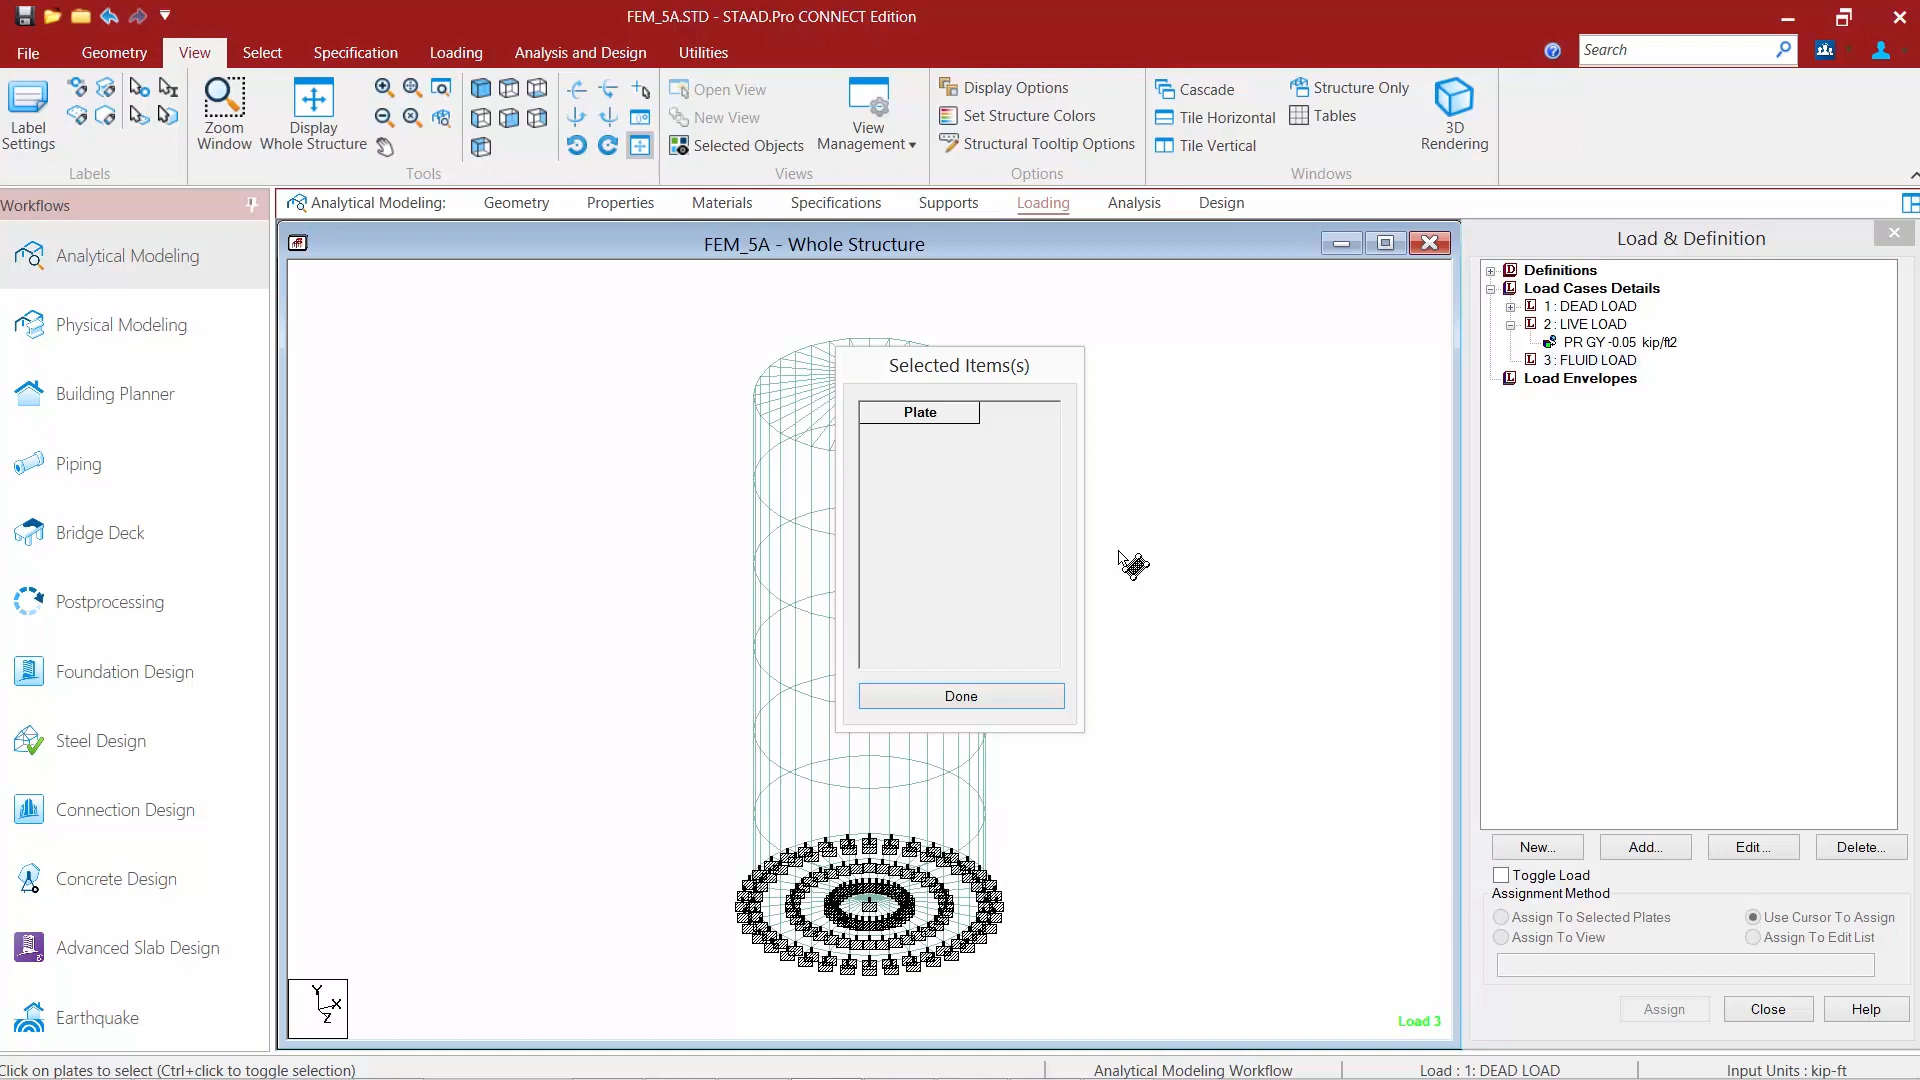 FEM_5A.STD - STAAD.Pro CONNECT Edition
File Geometry View Select Specification Loading Analysis and Design Utilities
Search
Label Settings
Zoom Window
Display Whole Structure
Open View
New View
Selected Objects
View Management
Display Options
Set Structure Colors
Structural Tooltip Options
Cascade
Tile Horizontal
Tile Vertical
Structure Only
Tables
3D Rendering
Labels Tools Views Options Windows
Workflows
Analytical Modeling: Geometry Properties Materials Specifications Supports Loading Analysis Design
Analytical Modeling
Physical Modeling
Building Planner
Piping
Bridge Deck
Postprocessing
Foundation Design
Steel Design
Connection Design
Concrete Design
Advanced Slab Design
Earthquake
FEM_5A - Whole Structure
Selected Items(s)
Plate
Done
Y
X
Z
Load 3
Load & Definition
D Definitions
L Load Cases Details
L 1 : DEAD LOAD
L 2 : LIVE LOAD
PR GY -0.05 kip/ft2
L 3 : FLUID LOAD
L Load Envelopes
New... Add... Edit ... Delete...
Toggle Load
Assignment Method
Assign To Selected Plates Use Cursor To Assign
Assign To View Assign To Edit List
Assign Close Help
Click on plates to select (Ctrl+click to toggle selection) Analytical Modeling Workflow Load : 1: DEAD LOAD Input Units : kip-ft